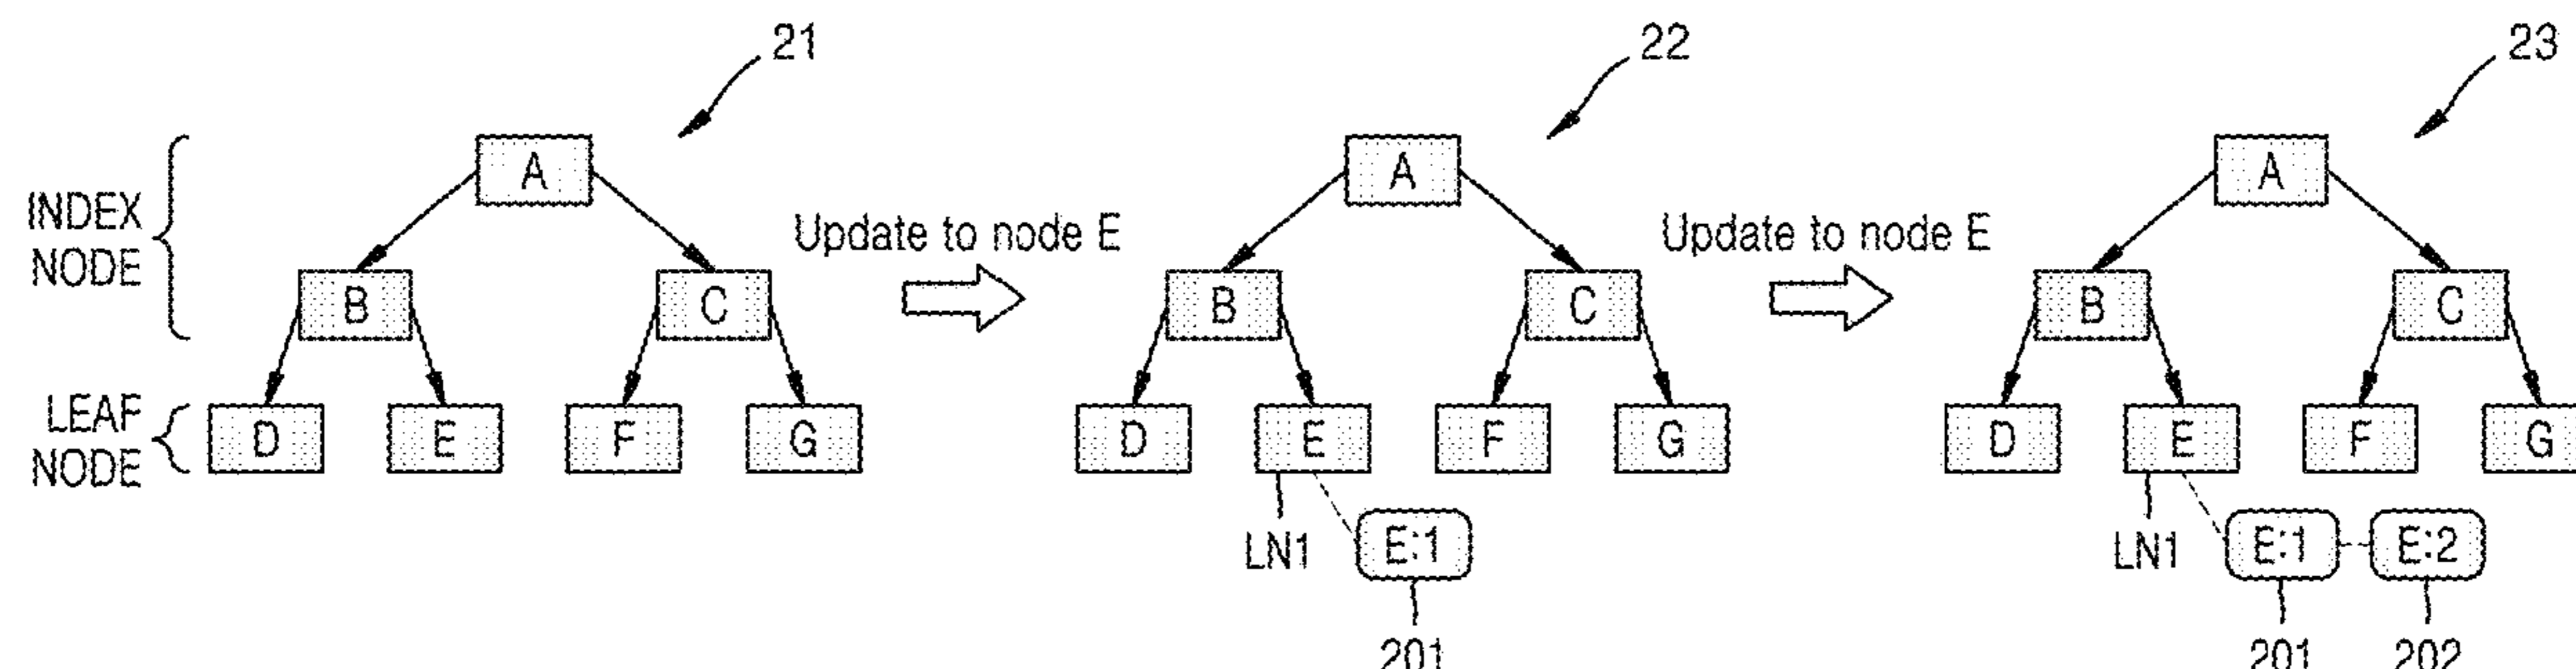 21
22
23
A
A
A
INDEX
NODE
Update to node E
Update to node E
B
C
B
C
B
C
LEAF
NODE
D
E
F
G
D
E
F
G
D
E
F
G
LN1
E:1
LN1
E:1
E:2
201
201
202